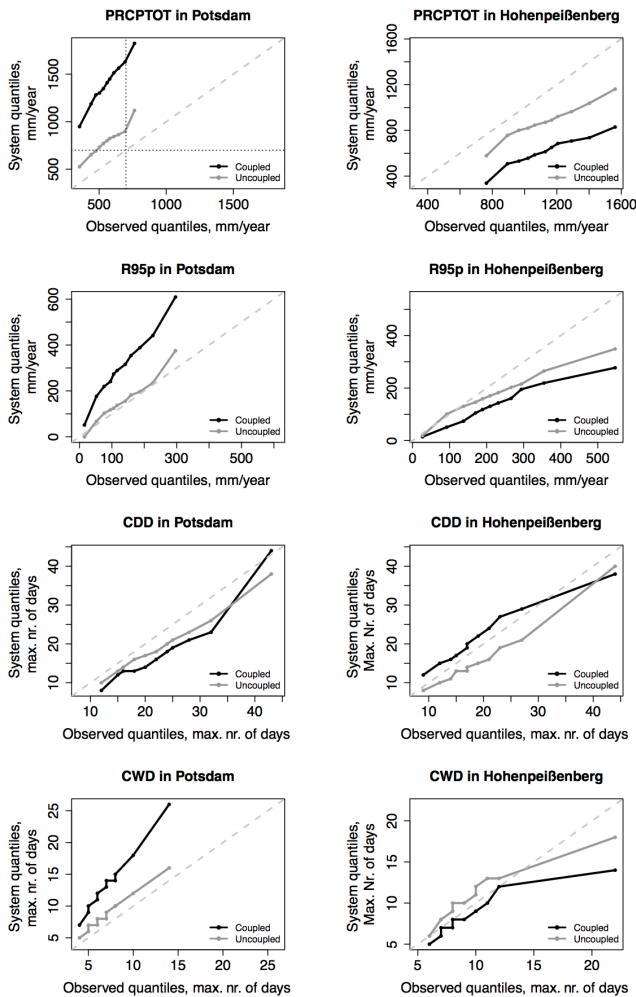 PRCPTOT in Potsdam
System quantiles,
mm/year
500
1000
1500
Coupled
Uncoupled
500
1000
1500
Observed quantiles, mm/year
PRCPTOT in Hohenpeißenberg
System quantiles,
mm/year
400
800
1200
1600
Coupled
Uncoupled
400
800
1200
1600
Observed quantiles, mm/year
R95p in Potsdam
System quantiles,
mm/year
0
200
400
600
Coupled
Uncoupled
0
100
200
300
400
500
Observed quantiles, mm/year
R95p in Hohenpeißenberg
System quantiles,
mm/year
0
200
400
Coupled
Uncoupled
0
100
200
300
400
500
Observed quantiles, mm/year
CDD in Potsdam
System quantiles,
max. nr. of days
10
20
30
40
Coupled
Uncoupled
10
20
30
40
Observed quantiles, max. nr. of days
CDD in Hohenpeißenberg
System quantiles,
Max. Nr. of days
10
20
30
40
Coupled
Uncoupled
10
20
30
40
Observed quantiles, max. nr. of days
CWD in Potsdam
System quantiles,
max. nr. of days
5
10
15
20
25
Coupled
Uncoupled
5
10
15
20
25
Observed quantiles, max. nr. of days
CWD in Hohenpeißenberg
System quantiles,
Max. Nr. of days
5
10
15
20
Coupled
Uncoupled
5
10
15
20
Observed quantiles, max. nr. of days